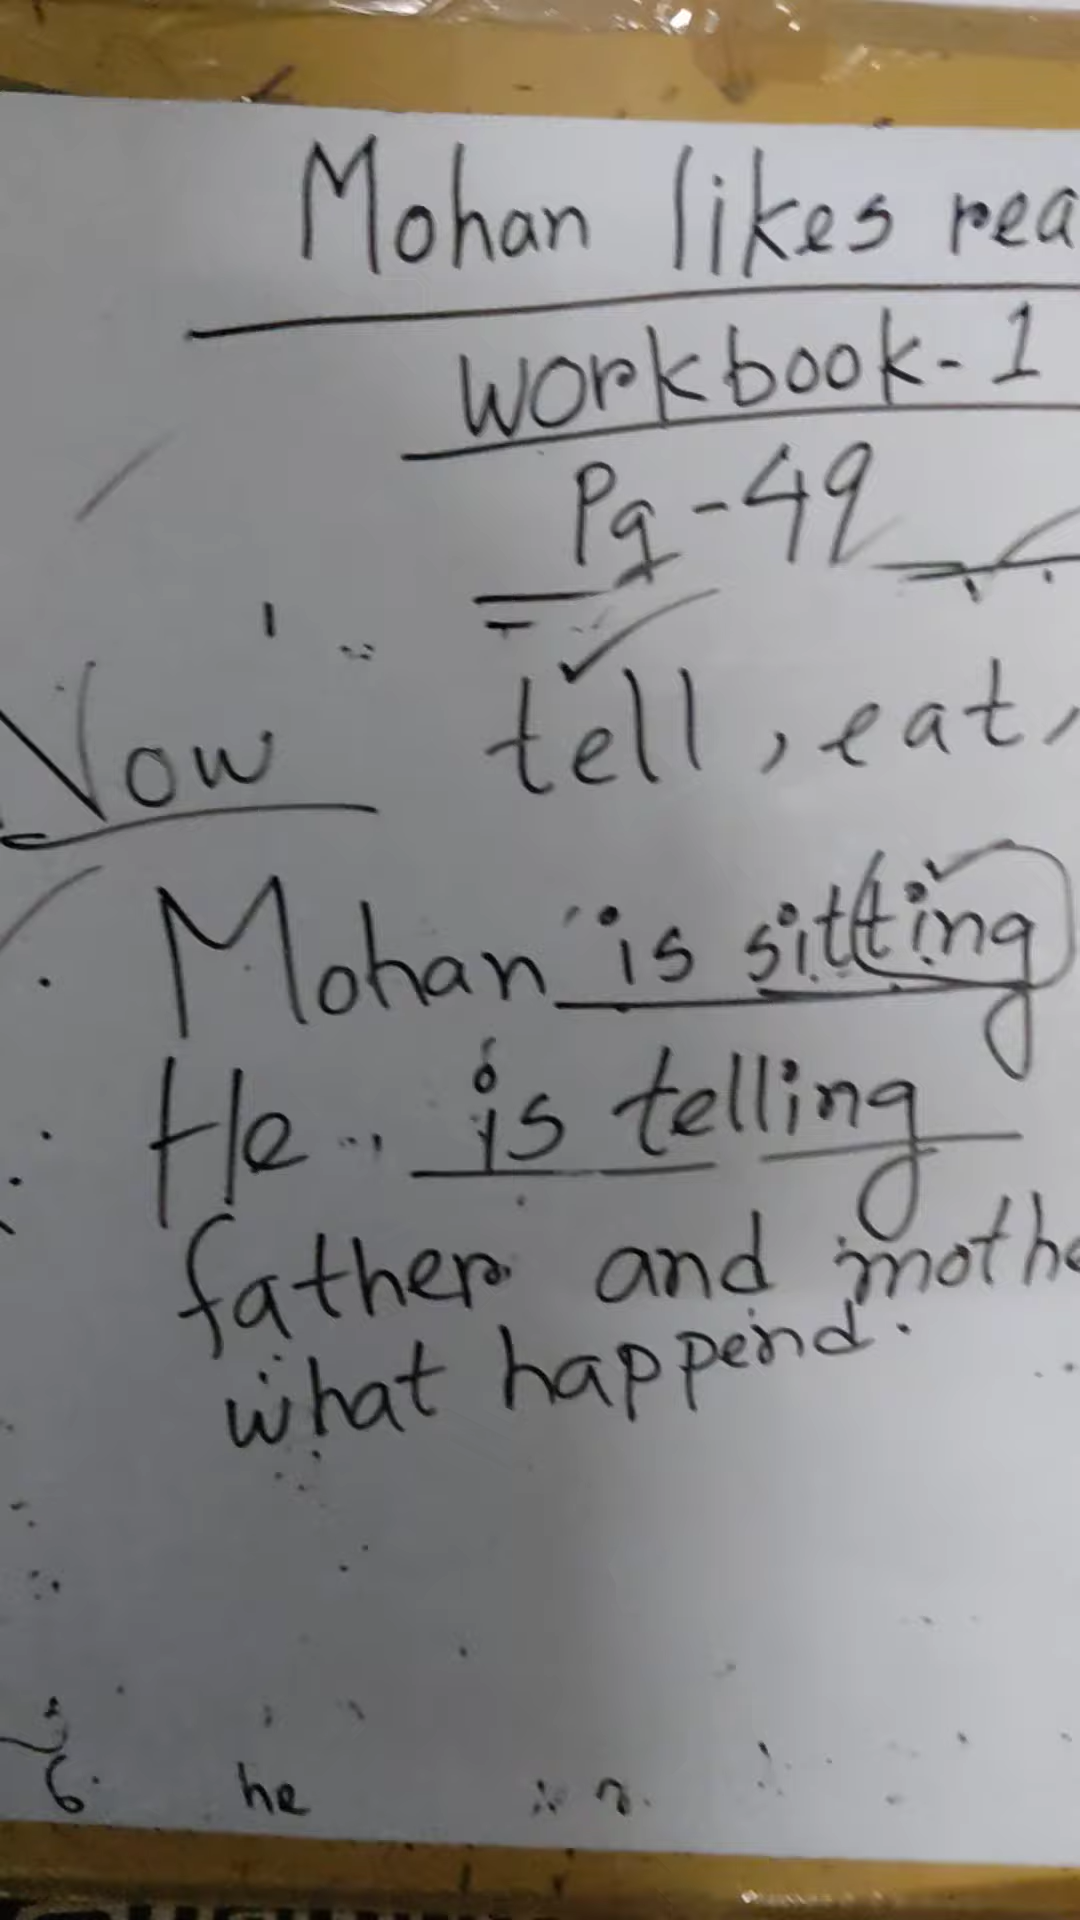 Mohan likes rea
Workbook-1
Pg-49
Now tell, eat,
Mohan is sitting
He is telling
father and mothe
what happend.
6. he